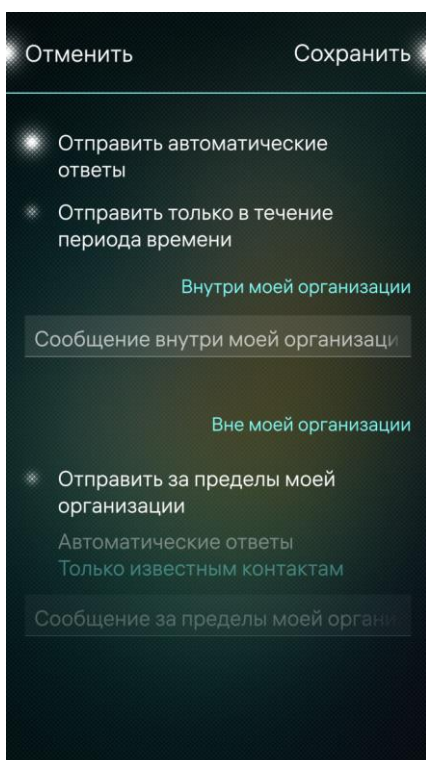 Отменить
Сохранить
Отправить автоматические
ответы
Отправить только в течение
периода времени
Внутри моей организации
Сообщение внутри моей организаци
Вне моей организации
Отправить за пределы моей
организации
Автоматические ответы
Только известным контактам
Сообщение за пределы моей органи